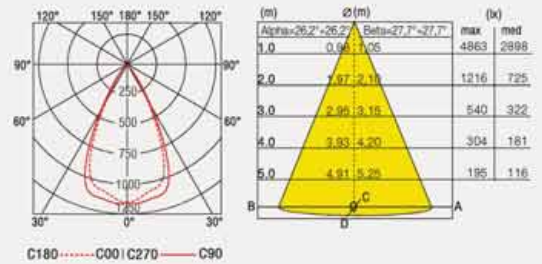 120° 150° 180° 150° 120°
90° 90°
60° 60°
30° 0° 30°
250
500
750
1000
1250
C180 C00 | C270 C90
(m) Ø (m) (lx)
Alpha=26,2°+26,2° Beta=27,7°+27,7° max med
1.0 0,98 1,05 4863 2898
2.0 1,97 2,10 1216 725
3.0 2,95 3,15 540 322
4.0 3,93 4,20 304 181
5.0 4,91 5,25 195 116
B C A
D